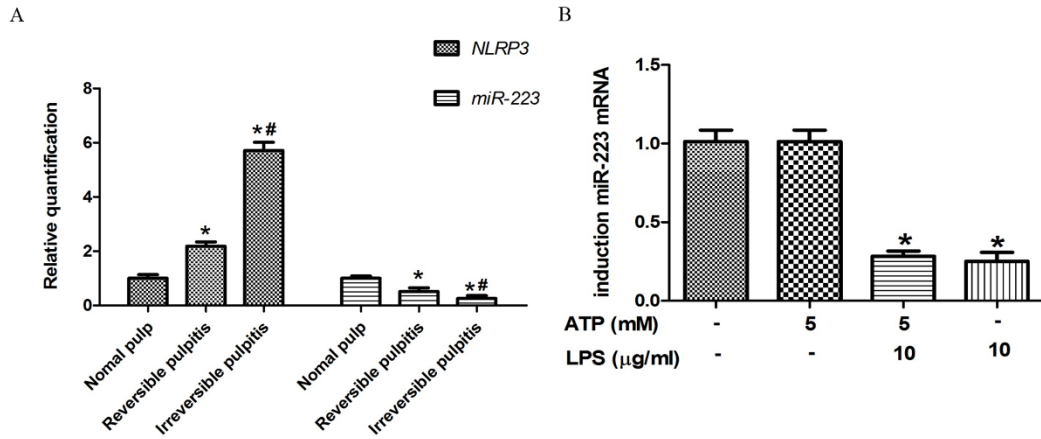 A
NLRP3
miR-223
Relative quantification
8
6
4
2
0
*
*#
*
*#
Nomal pulp
Reversible pulpitis
Irreversible pulpitis
Nomal pulp
Reversible pulpitis
Irreversible pulpitis
B
induction miR-223 mRNA
1.5
1.0
0.5
0.0
*
*
ATP (mM) - 5 5 -
LPS (μg/ml) - - 10 10